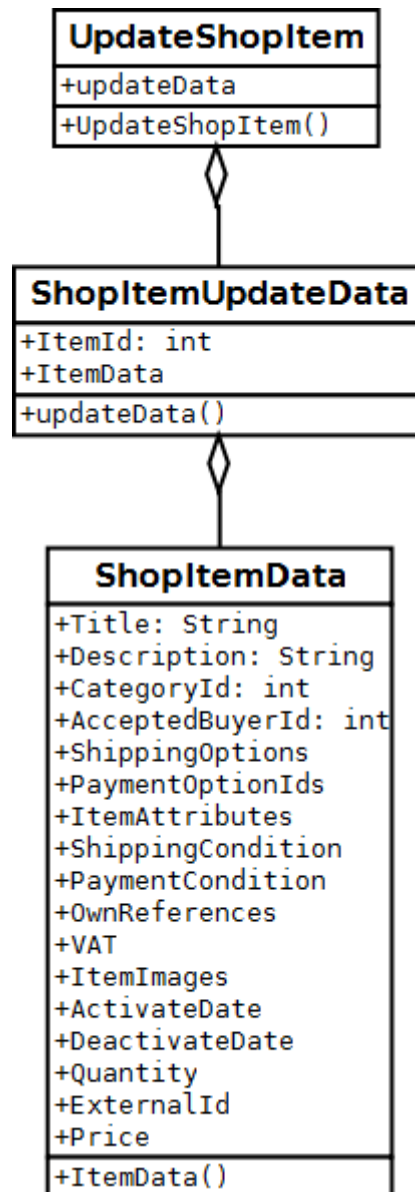 UpdateShopItem
+updateData
+UpdateShopItem()
ShopItemUpdateData
+ItemId: int
+ItemData
+updateData()
ShopItemData
+Title: String
+Description: String
+CategoryId: int
+AcceptedBuyerId: int
+ShippingOptions
+PaymentOptionIds
+ItemAttributes
+ShippingCondition
+PaymentCondition
+OwnReferences
+VAT
+ItemImages
+ActivateDate
+DeactivateDate
+Quantity
+ExternalId
+Price
+ItemData()